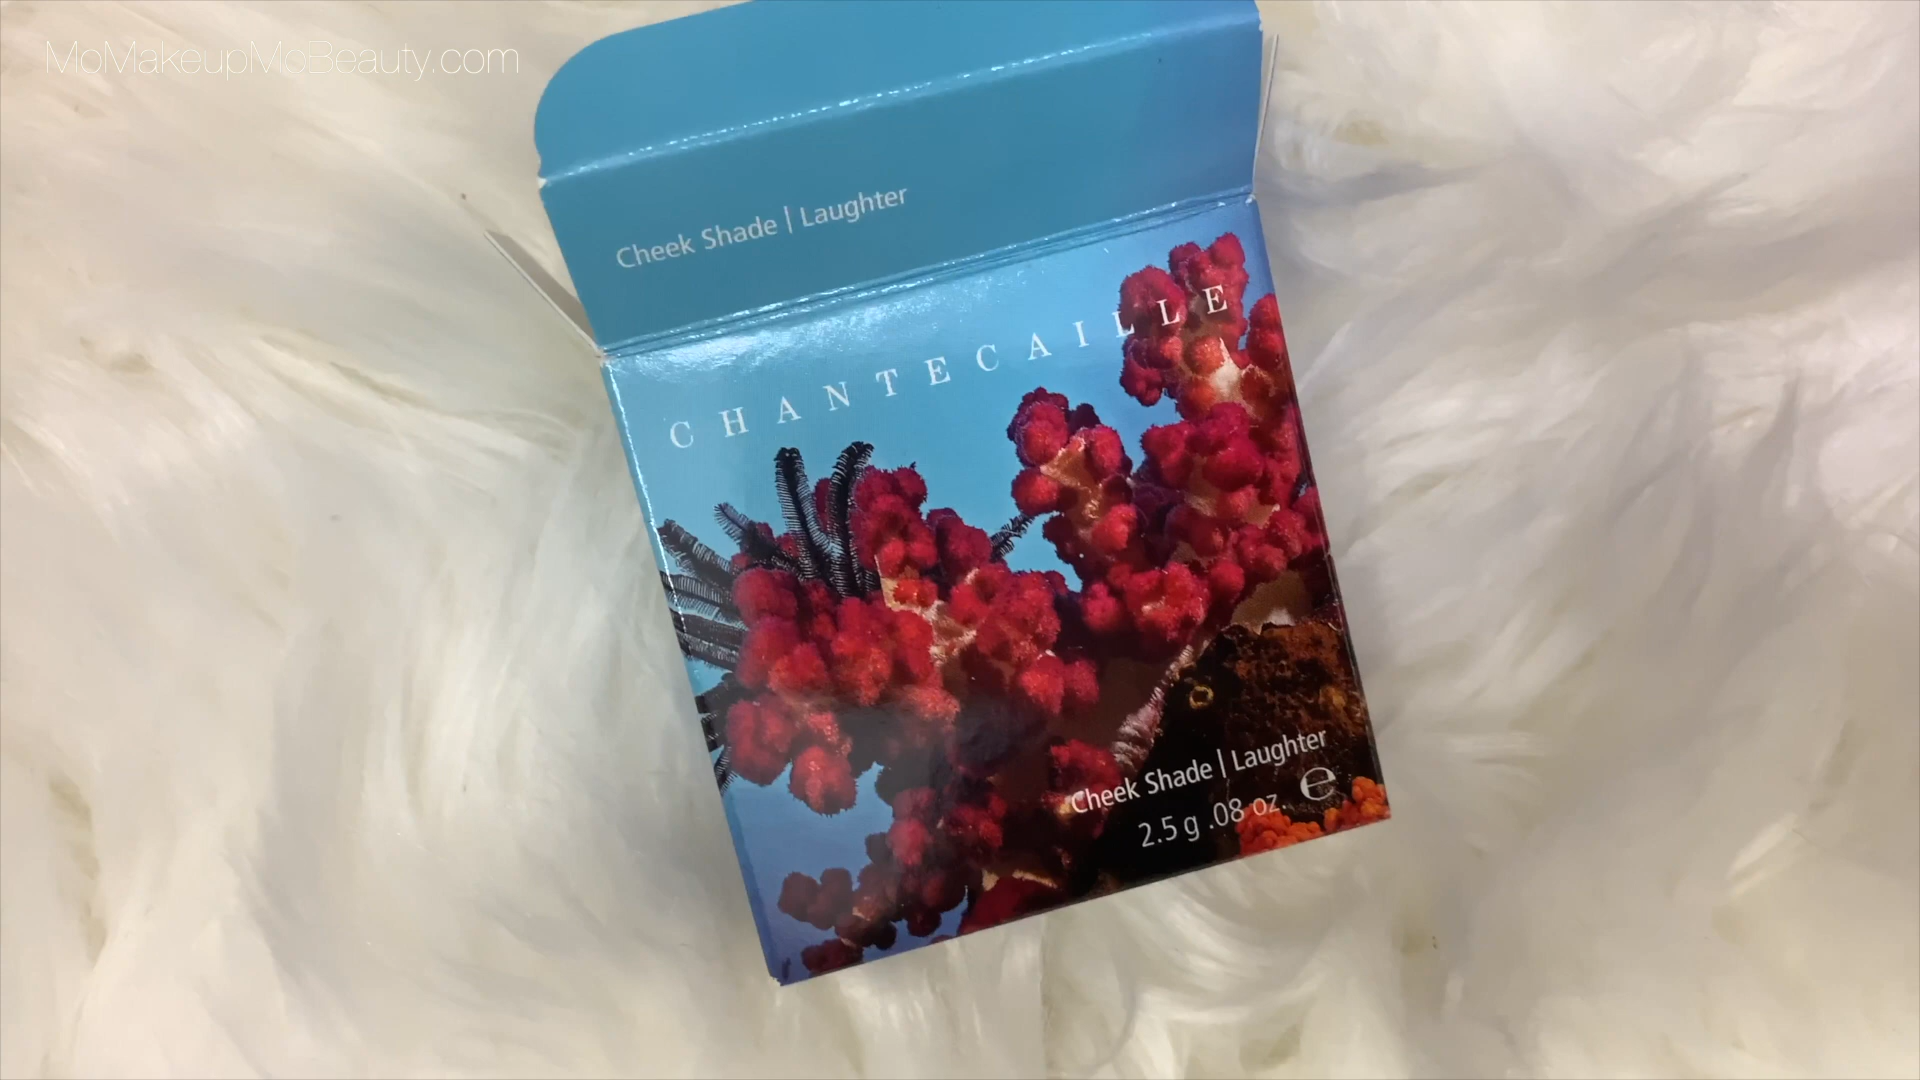 MoMakeupMoBeauty.com
Cheek Shade | Laughter
CHANTECAILLE
Cheek Shade | Laughter
2.5 g .08 oz. ℮